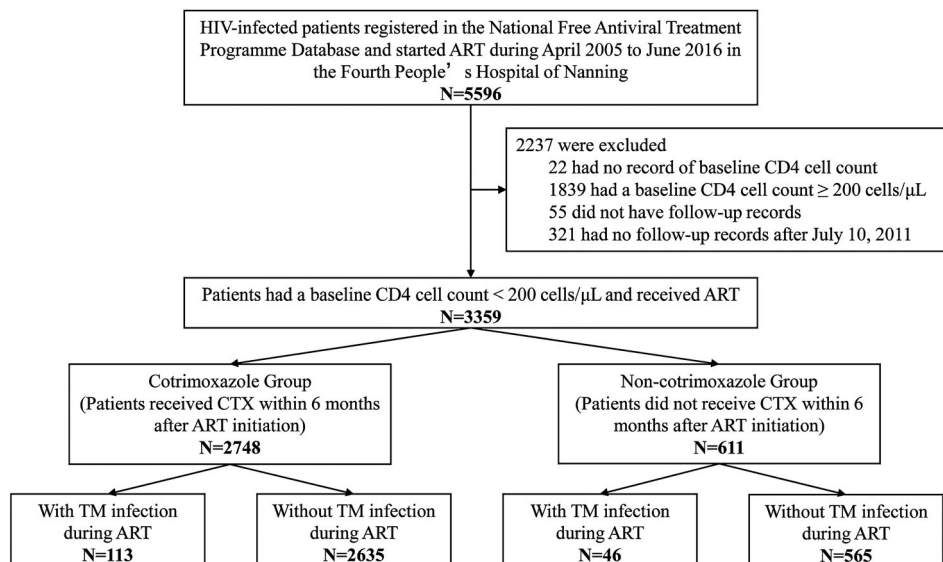 HIV-infected patients registered in the National Free Antiviral Treatment
Programme Database and started ART during April 2005 to June 2016 in
the Fourth People’s Hospital of Nanning
N=5596
2237 were excluded
22 had no record of baseline CD4 cell count
1839 had a baseline CD4 cell count ≥ 200 cells/μL
55 did not have follow-up records
321 had no follow-up records after July 10, 2011
Patients had a baseline CD4 cell count < 200 cells/μL and received ART
N=3359
Cotrimoxazole Group
(Patients received CTX within 6 months
after ART initiation)
N=2748
Non-cotrimoxazole Group
(Patients did not receive CTX within 6
months after ART initiation)
N=611
With TM infection
during ART
N=113
Without TM infection
during ART
N=2635
With TM infection
during ART
N=46
Without TM infection
during ART
N=565